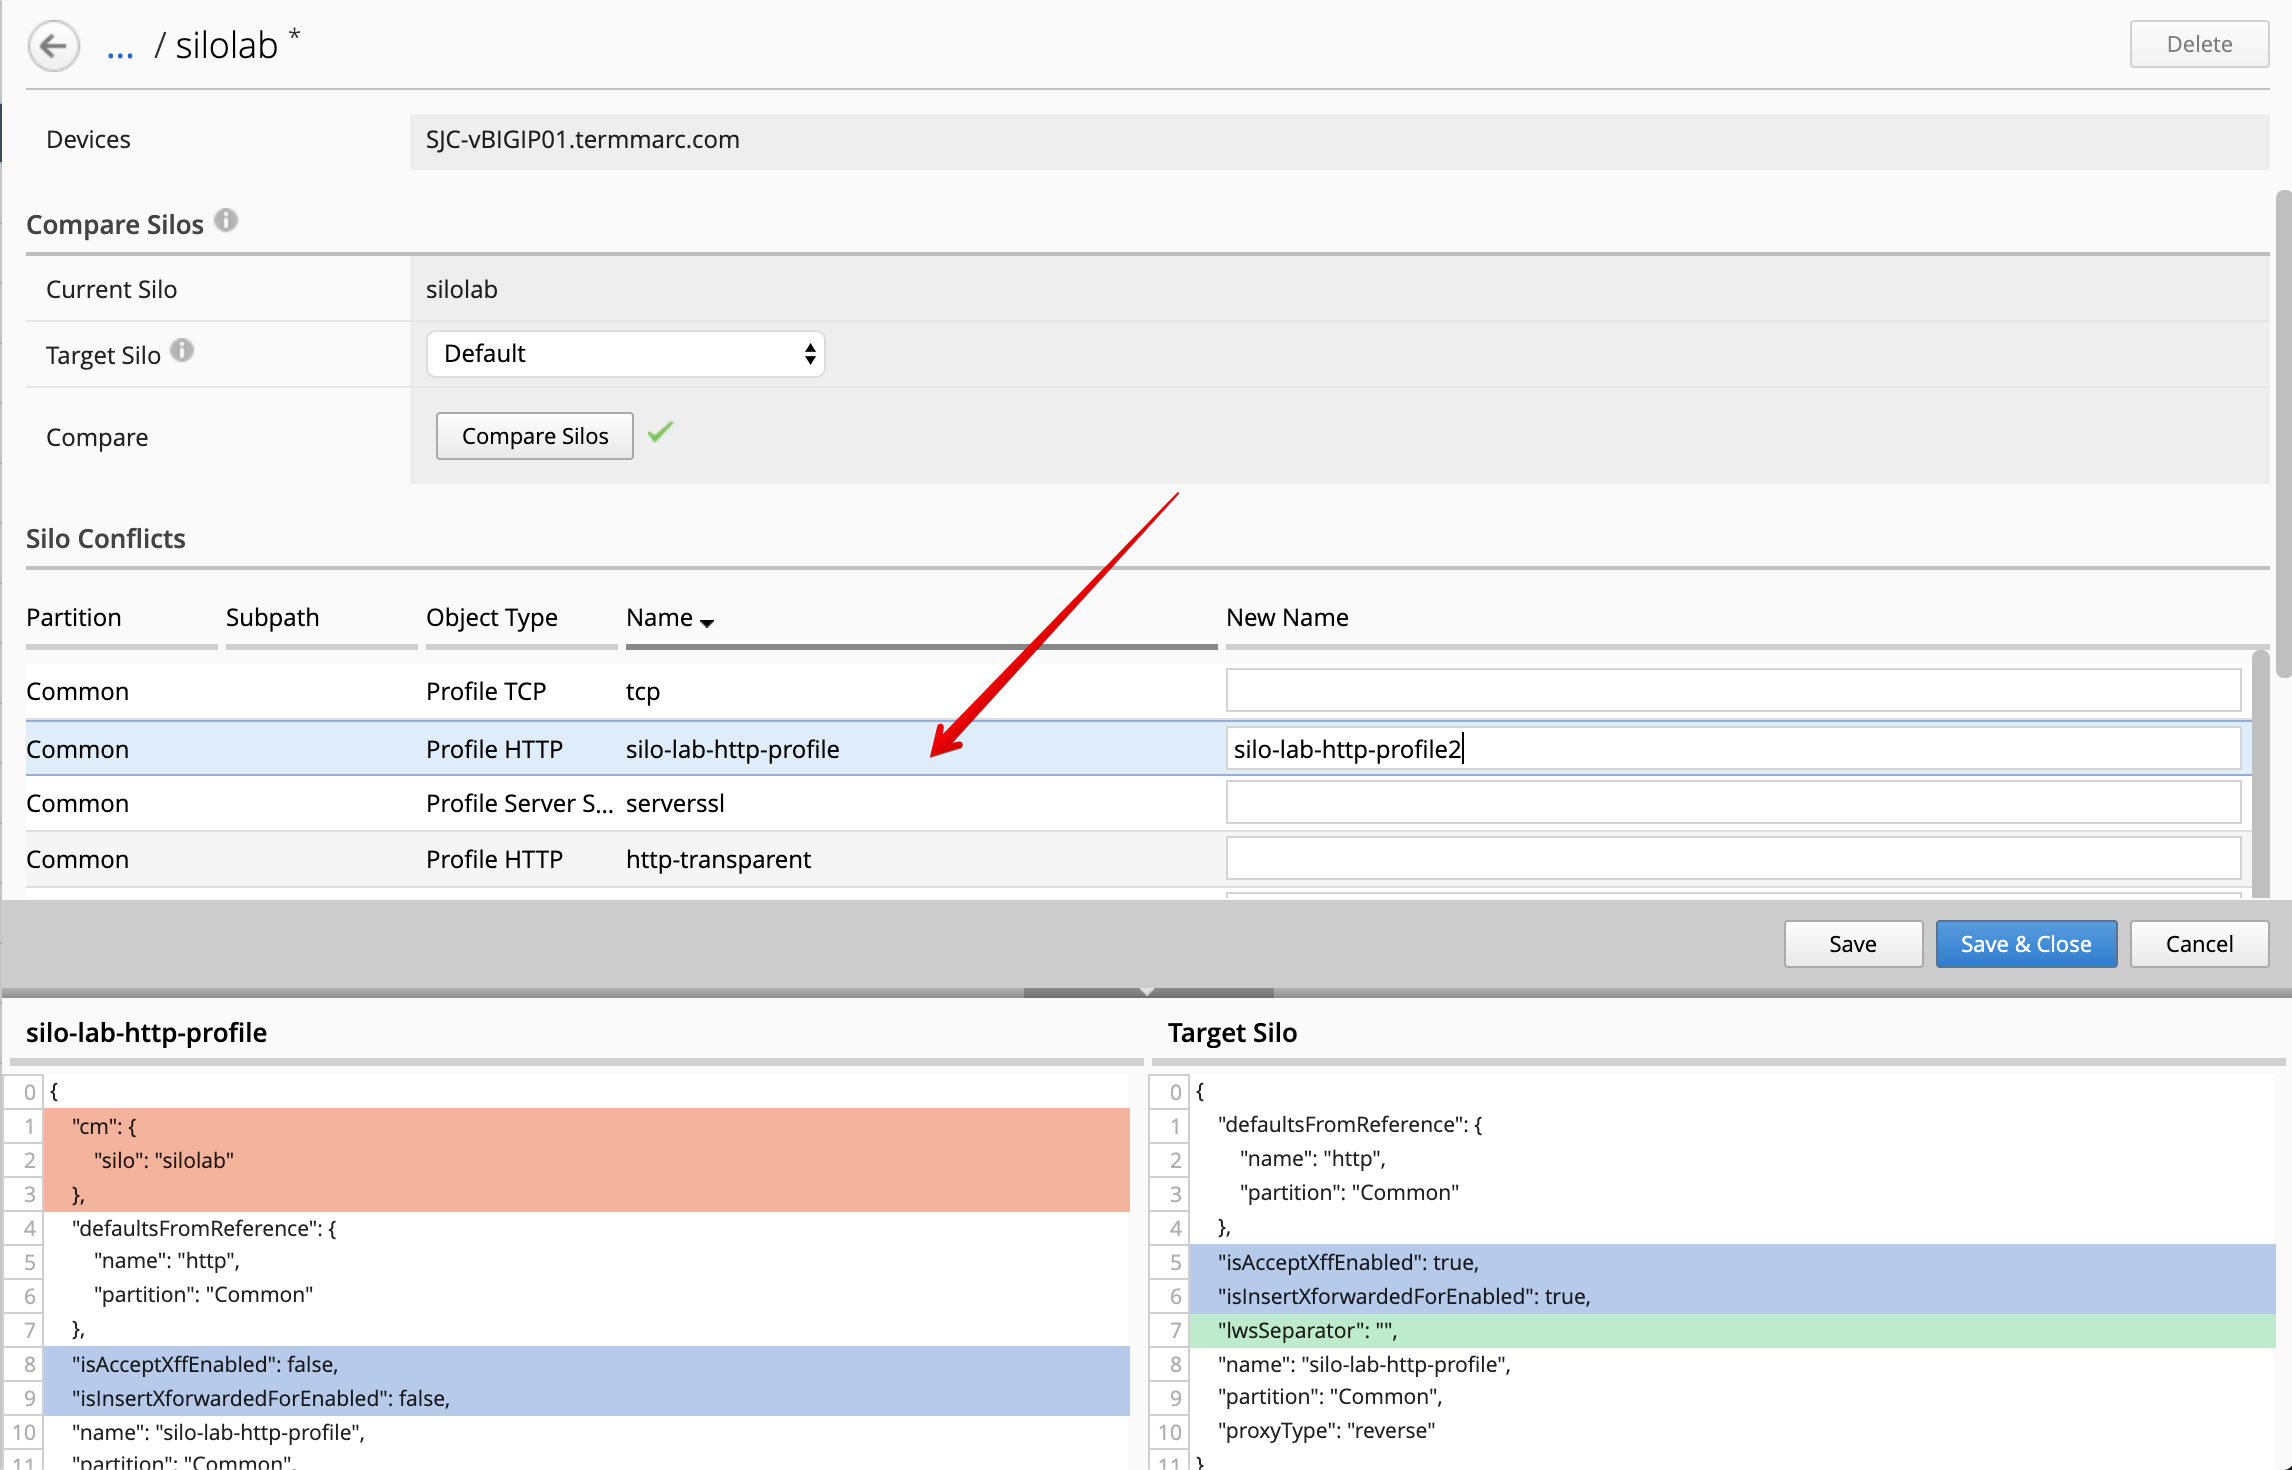 ... / silolab *
Delete
Devices
SJC-vBIGIP01.termmarc.com
Compare Silos
Current Silo
silolab
Target Silo
Default
Compare
Compare Silos
Silo Conflicts
Partition Subpath Object Type Name New Name
Common Profile TCP tcp
Common Profile HTTP silo-lab-http-profile silo-lab-http-profile2
Common Profile Server S... serverssl
Common Profile HTTP http-transparent
Save Save & Close Cancel
silo-lab-http-profile
0 {
1 "cm": {
2 "silo": "silolab"
3 },
4 "defaultsFromReference": {
5 "name": "http",
6 "partition": "Common"
7 },
8 "isAcceptXffEnabled": false,
9 "isInsertXforwardedForEnabled": false,
10 "name": "silo-lab-http-profile",
11 "partition": "Common",
Target Silo
0 {
1 "defaultsFromReference": {
2 "name": "http",
3 "partition": "Common"
4 },
5 "isAcceptXffEnabled": true,
6 "isInsertXforwardedForEnabled": true,
7 "lwsSeparator": "",
8 "name": "silo-lab-http-profile",
9 "partition": "Common",
10 "proxyType": "reverse"
11 }